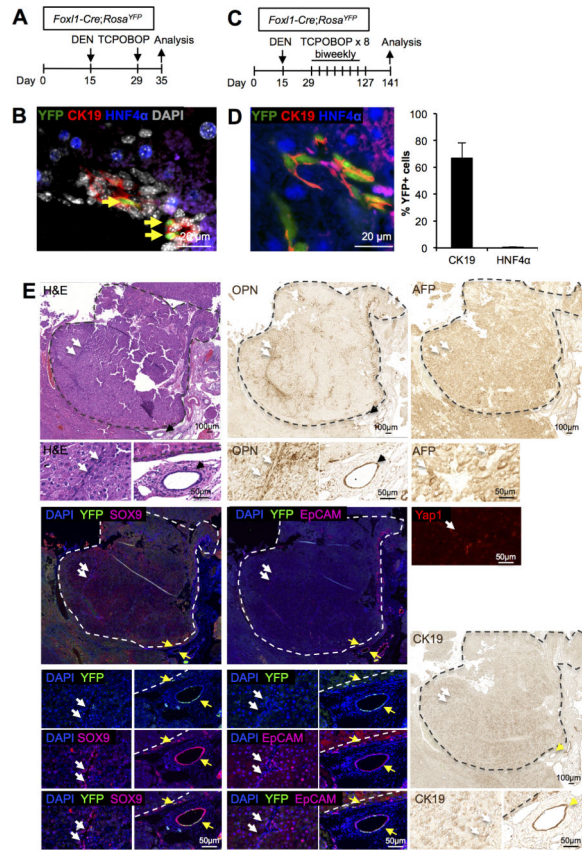 A
Foxl1-Cre;Rosa^YFP
DEN TCPOBOP Analysis
Day 0 15 29 35
C
Foxl1-Cre;Rosa^YFP
DEN TCPOBOP x 8 Analysis
biweekly
Day 0 15 29 127 141
B
YFP CK19 HNF4α DAPI
20 µm
D
YFP CK19 HNF4α
20 µm
% YFP+ cells
100
80
60
40
20
0
CK19 HNF4α
E
H&E OPN AFP
100µm 100µm 100µm
H&E OPN AFP
50µm 50µm 50µm
DAPI YFP SOX9 DAPI YFP EpCAM Yap1
50µm
CK19
100µm
DAPI YFP DAPI YFP
DAPI SOX9 DAPI EpCAM
DAPI YFP SOX9 DAPI YFP EpCAM CK19
50µm 50µm 50µm